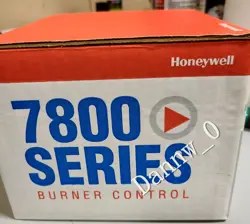 Honeywell
7800
SERIES
BURNER CONTROL
Dannw_0